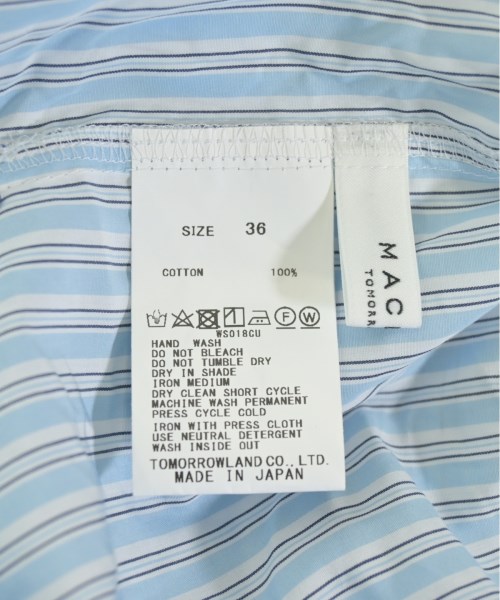 SIZE 36
COTTON 100%
F W
WS018CU
HAND WASH
DO NOT BLEACH
DO NOT TUMBLE DRY
DRY IN SHADE
IRON MEDIUM
DRY CLEAN SHORT CYCLE
MACHINE WASH PERMANENT
PRESS CYCLE COLD
IRON WITH PRESS CLOTH
USE NEUTRAL DETERGENT
WASH INSIDE OUT
TOMORROWLAND CO., LTD.
MADE IN JAPAN
MAC
TOMORR